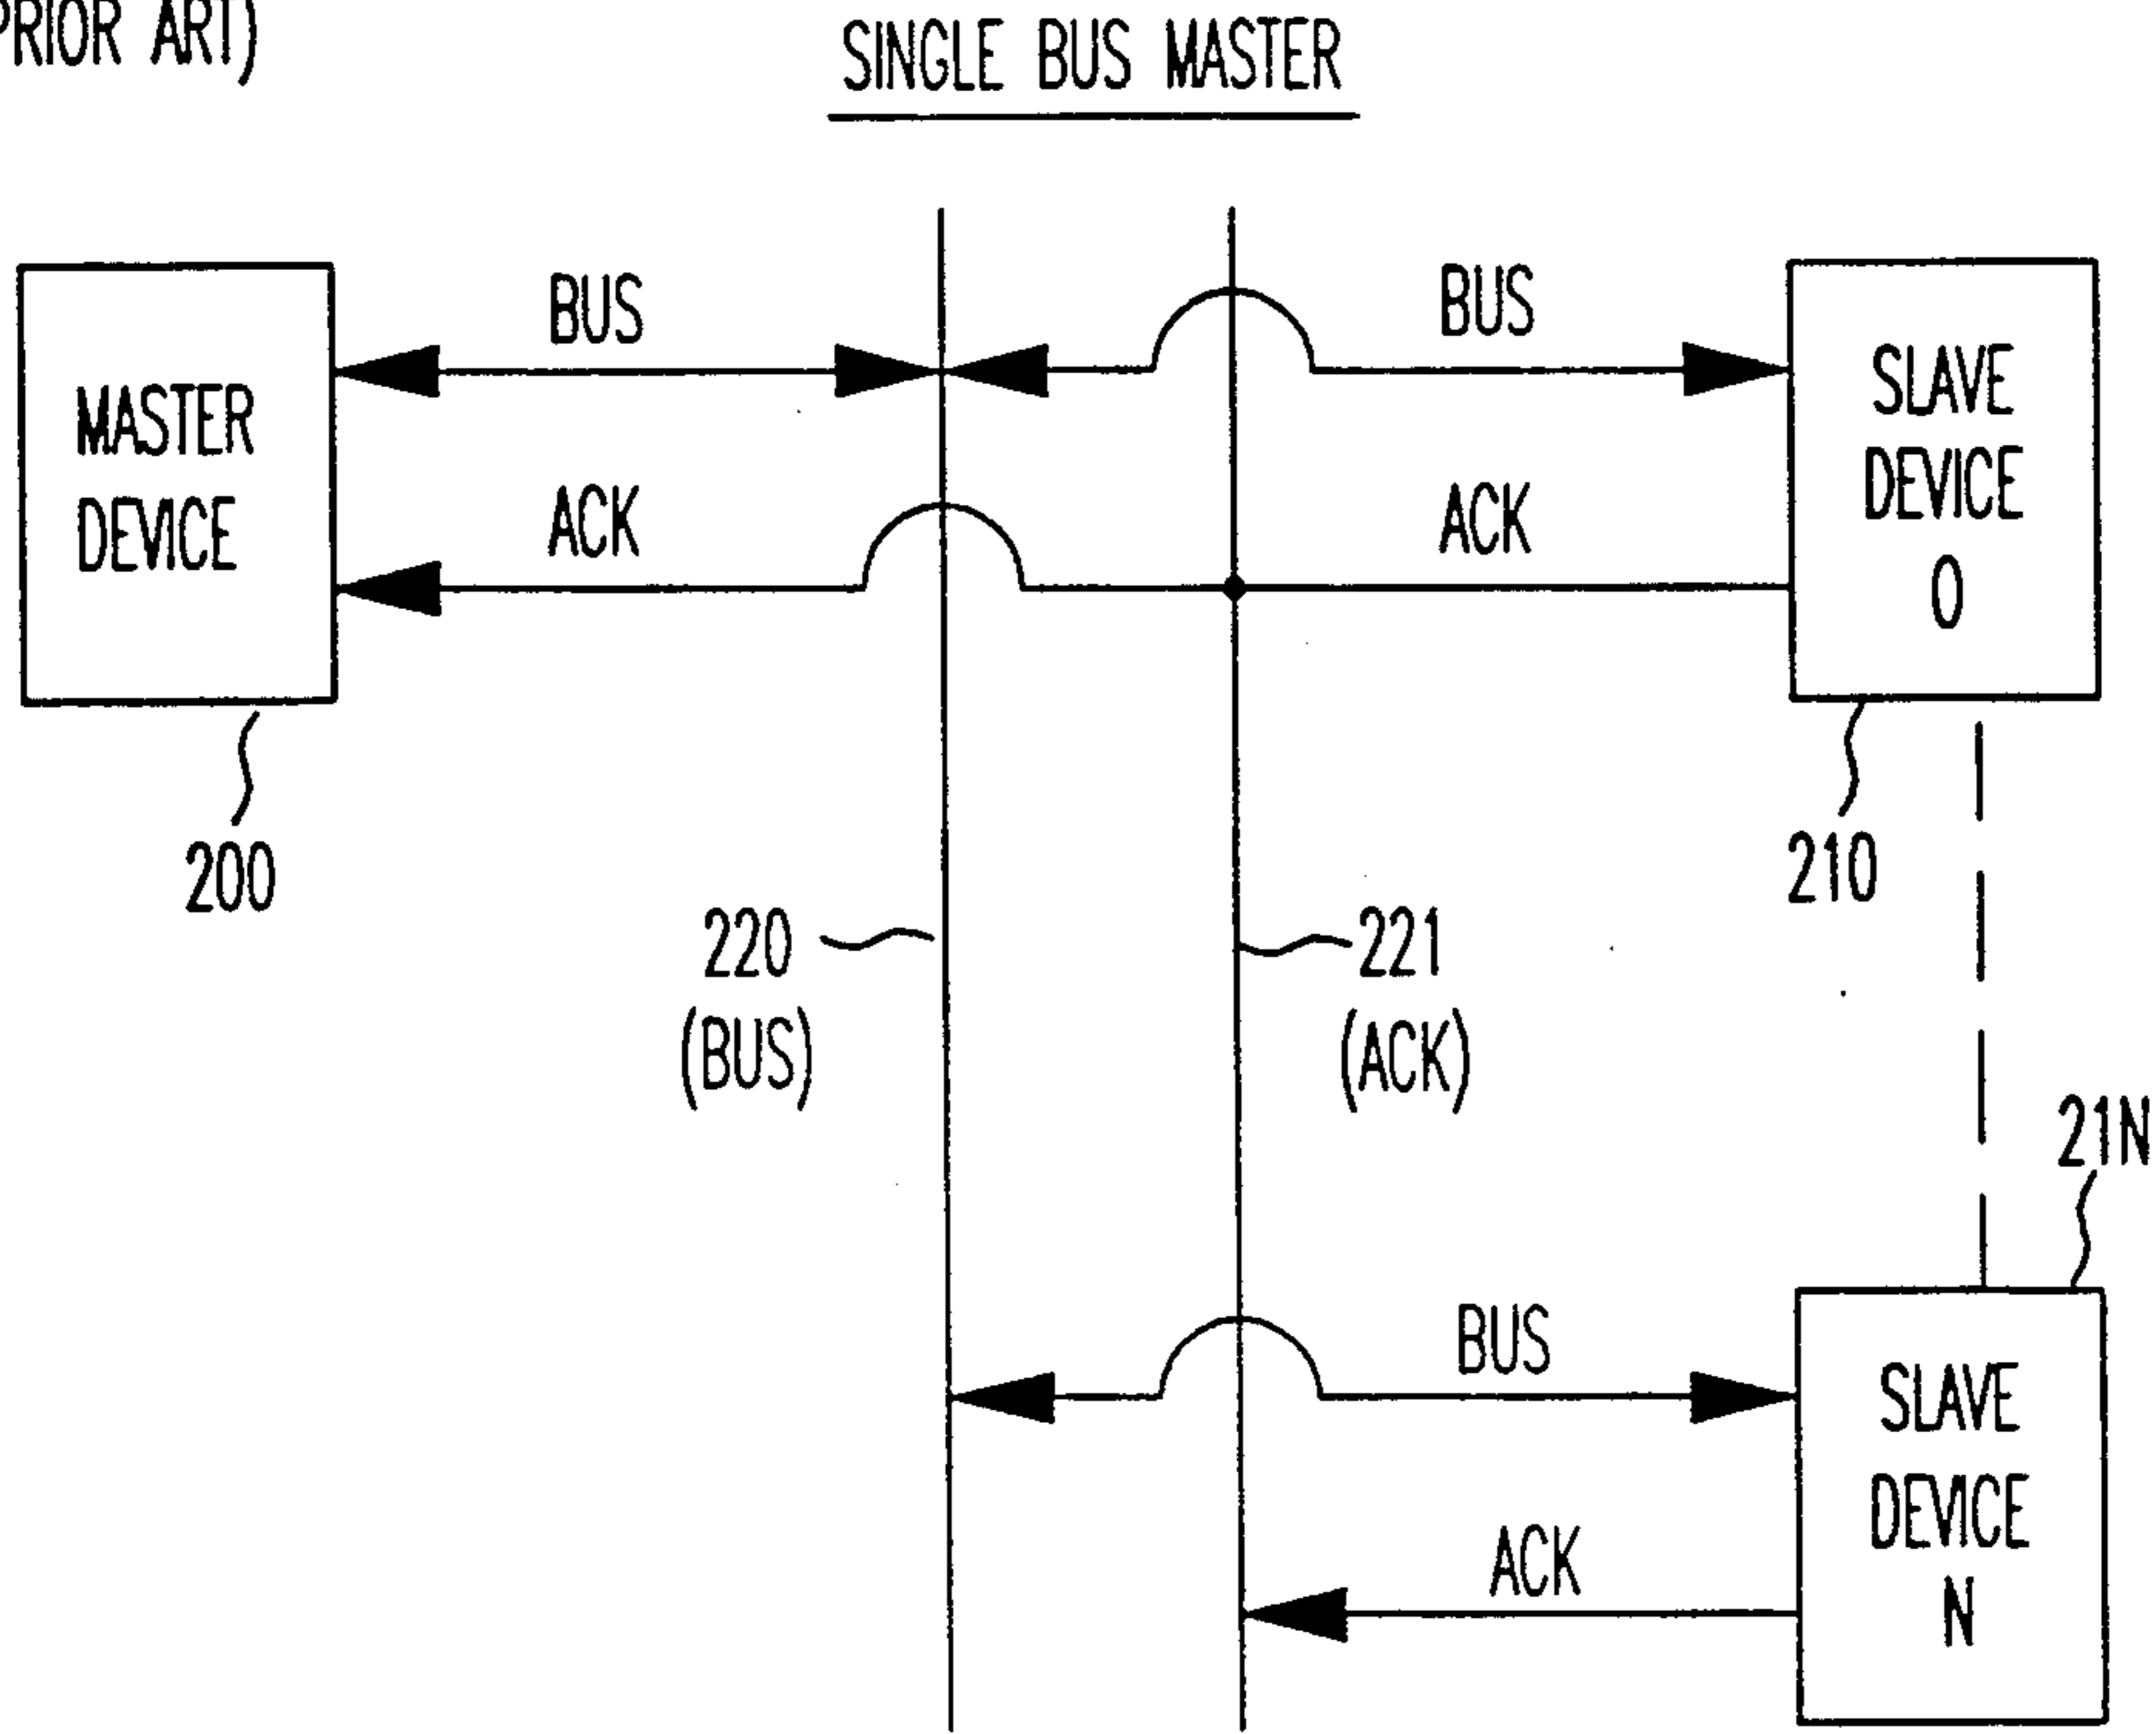 PRIOR ART)
SINGLE BUS MASTER
BUS
BUS
MASTER
DEVICE
SLAVE
DEVICE
0
ACK
ACK
200
210
220
(BUS)
221
(ACK)
21N
BUS
SLAVE
DEVICE
N
ACK